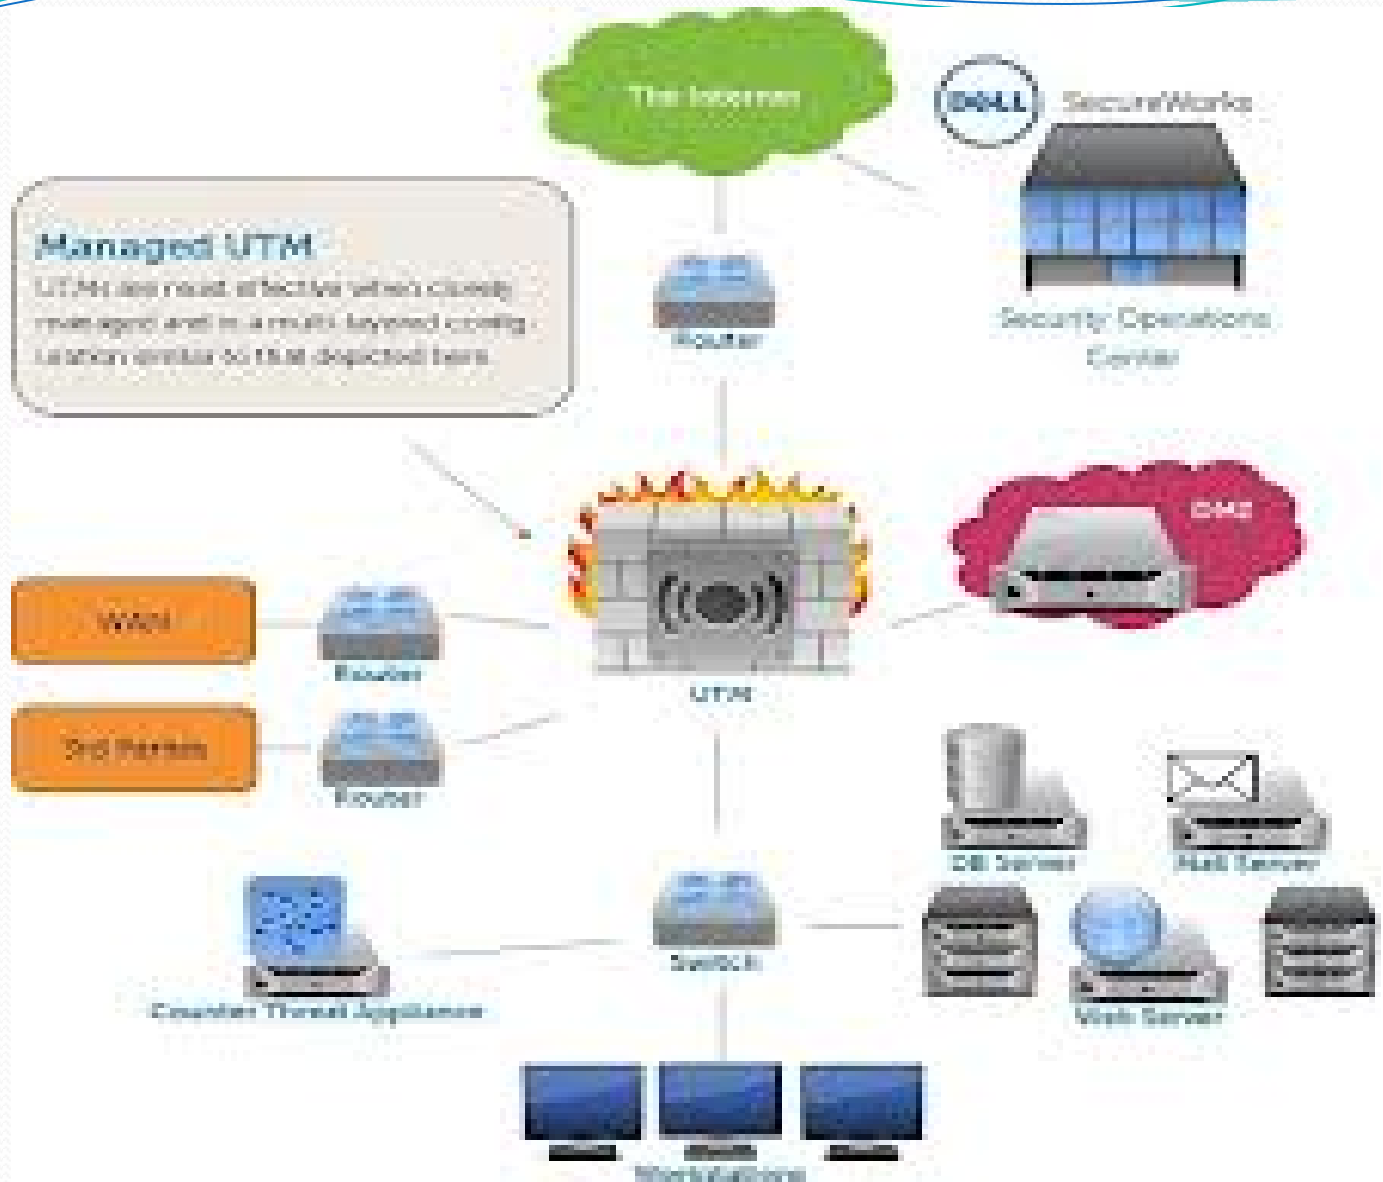 The Internet
DELL SecureWorks
Managed UTM
UTMs are most effective when closely
managed and in a multi-layered config-
uration similar to that depicted here.
Router
Security Operations
Center
DMZ
WAN
Router
UTM
3rd Parties
Router
DB Server
Mail Server
Switch
Counter Threat Appliance
Web Server
Workstations